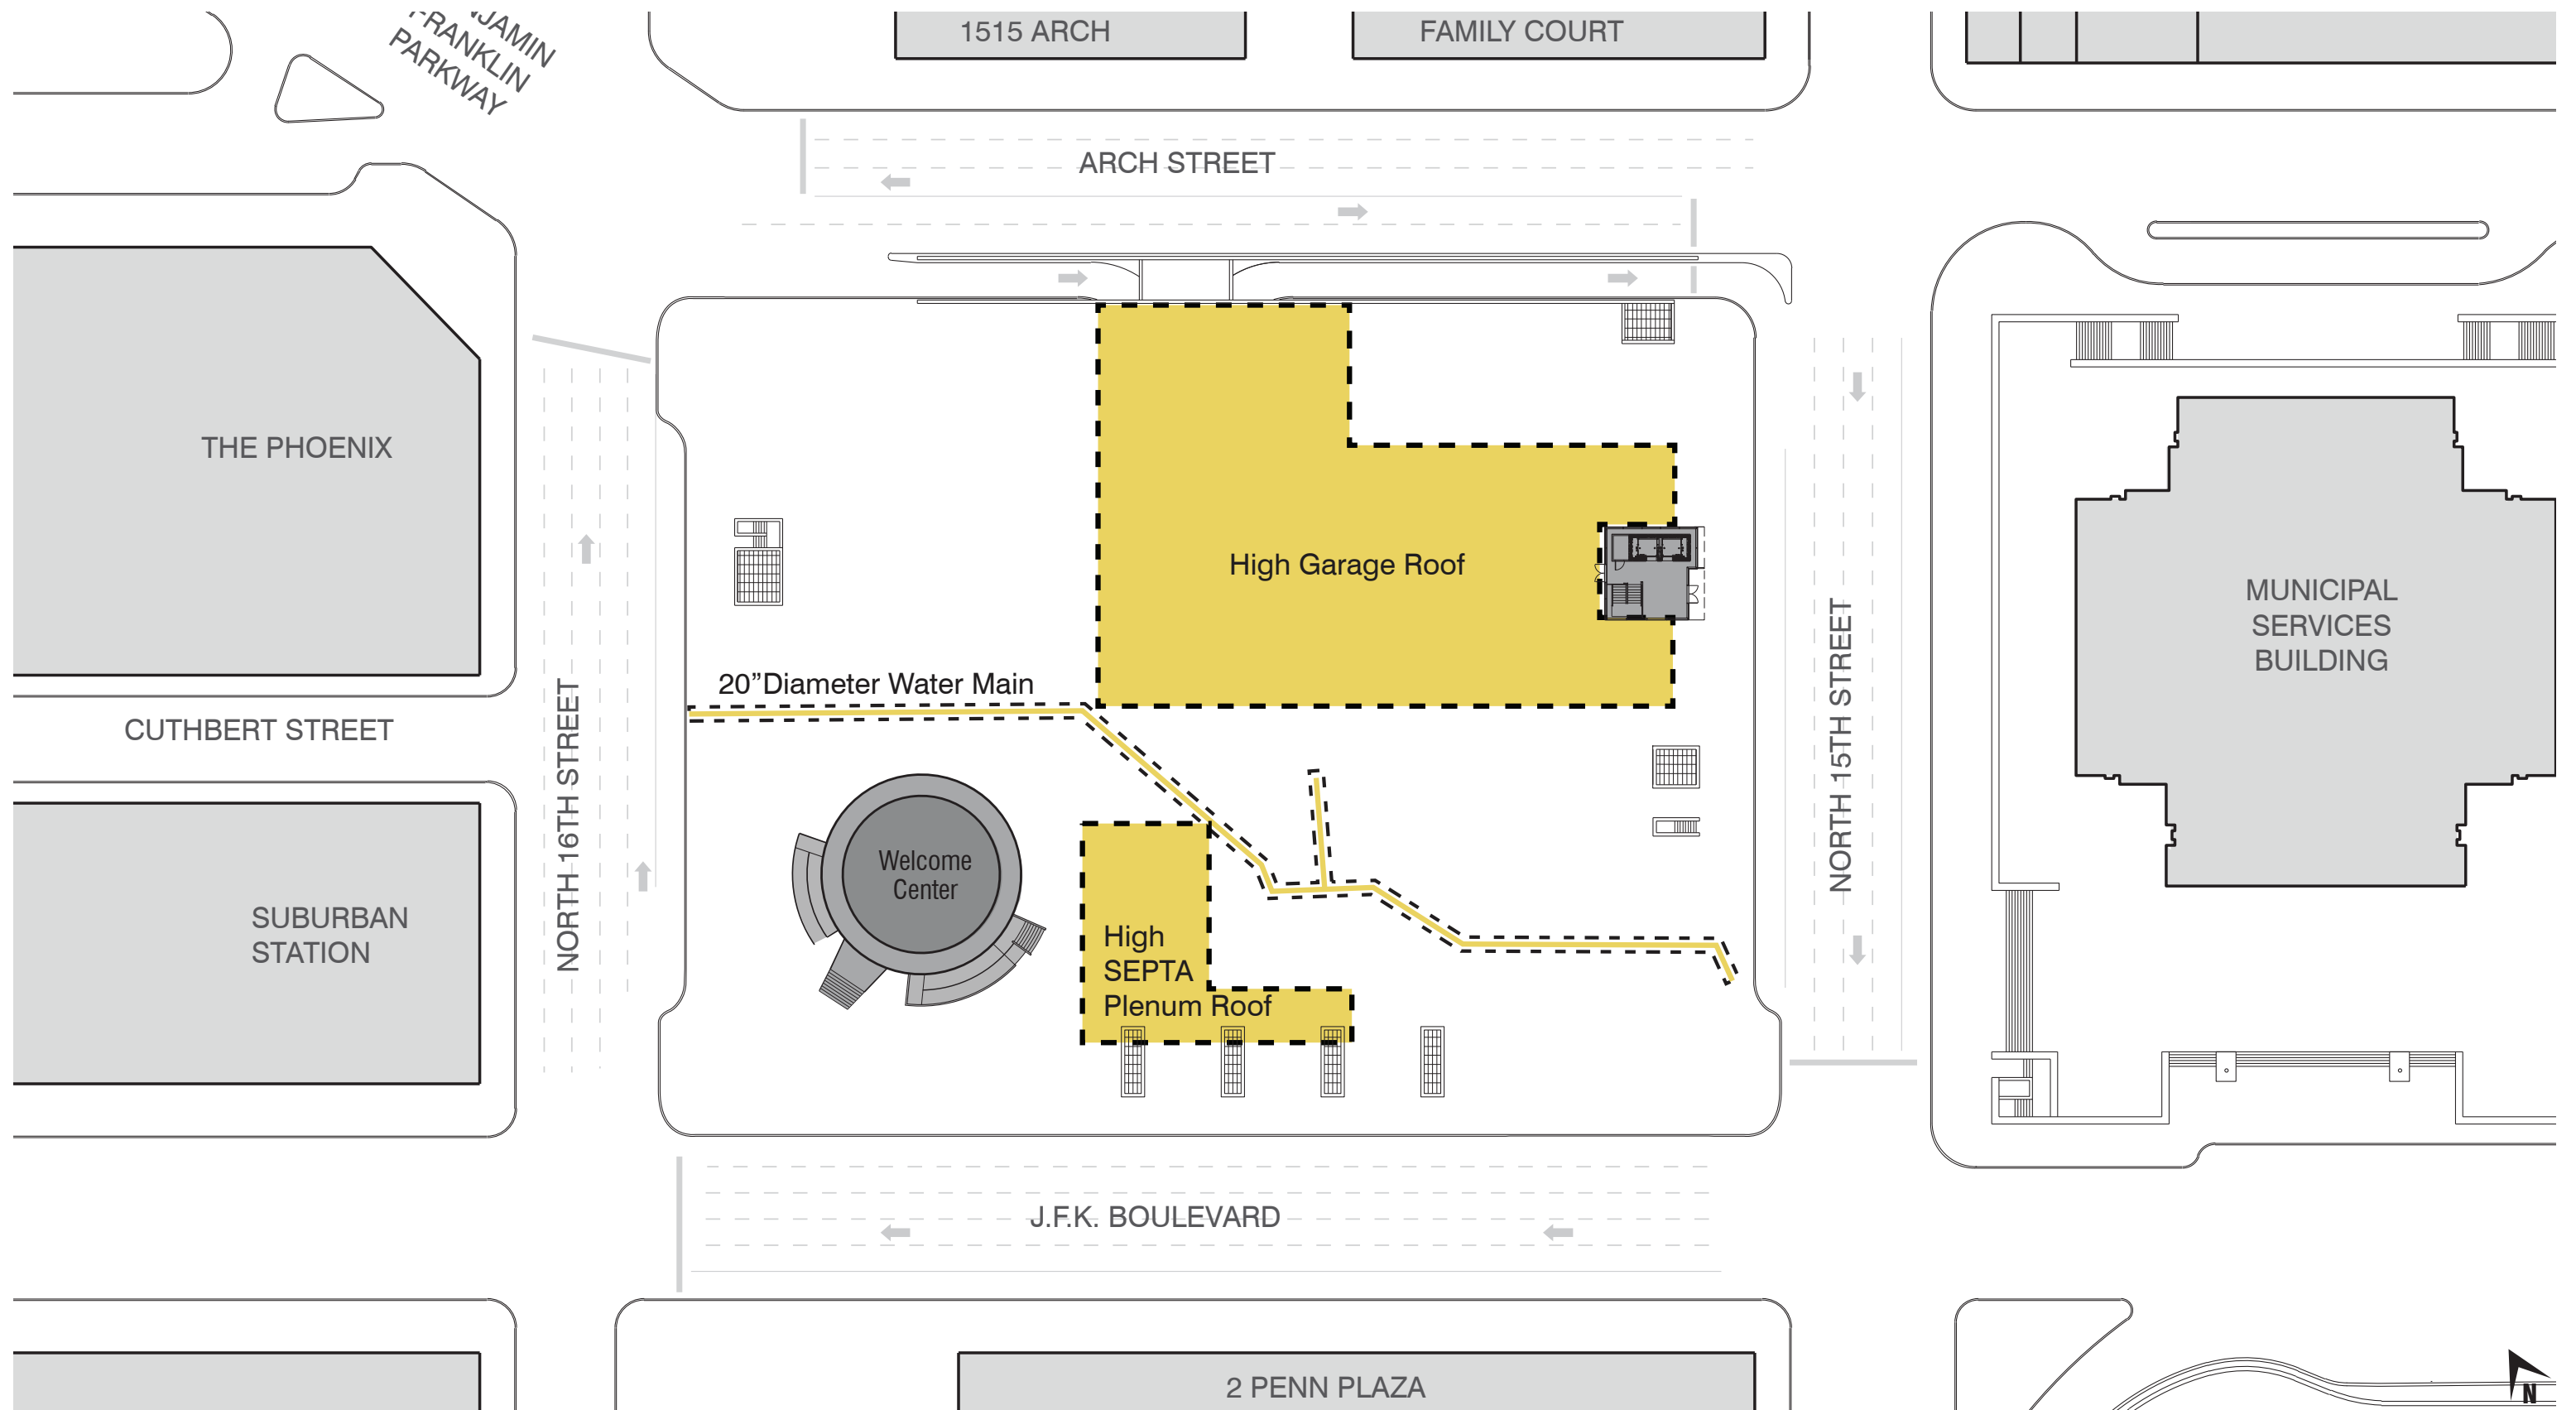 FRANKLIN
PARKWAY
1515 ARCH
FAMILY COURT
ARCH STREET
THE PHOENIX
High Garage Roof
MUNICIPAL
SERVICES
BUILDING
20”Diameter Water Main
CUTHBERT STREET
NORTH 16TH STREET
NORTH 15TH STREET
Welcome
Center
SUBURBAN
STATION
High
SEPTA
Plenum Roof
J.F.K. BOULEVARD
2 PENN PLAZA
N